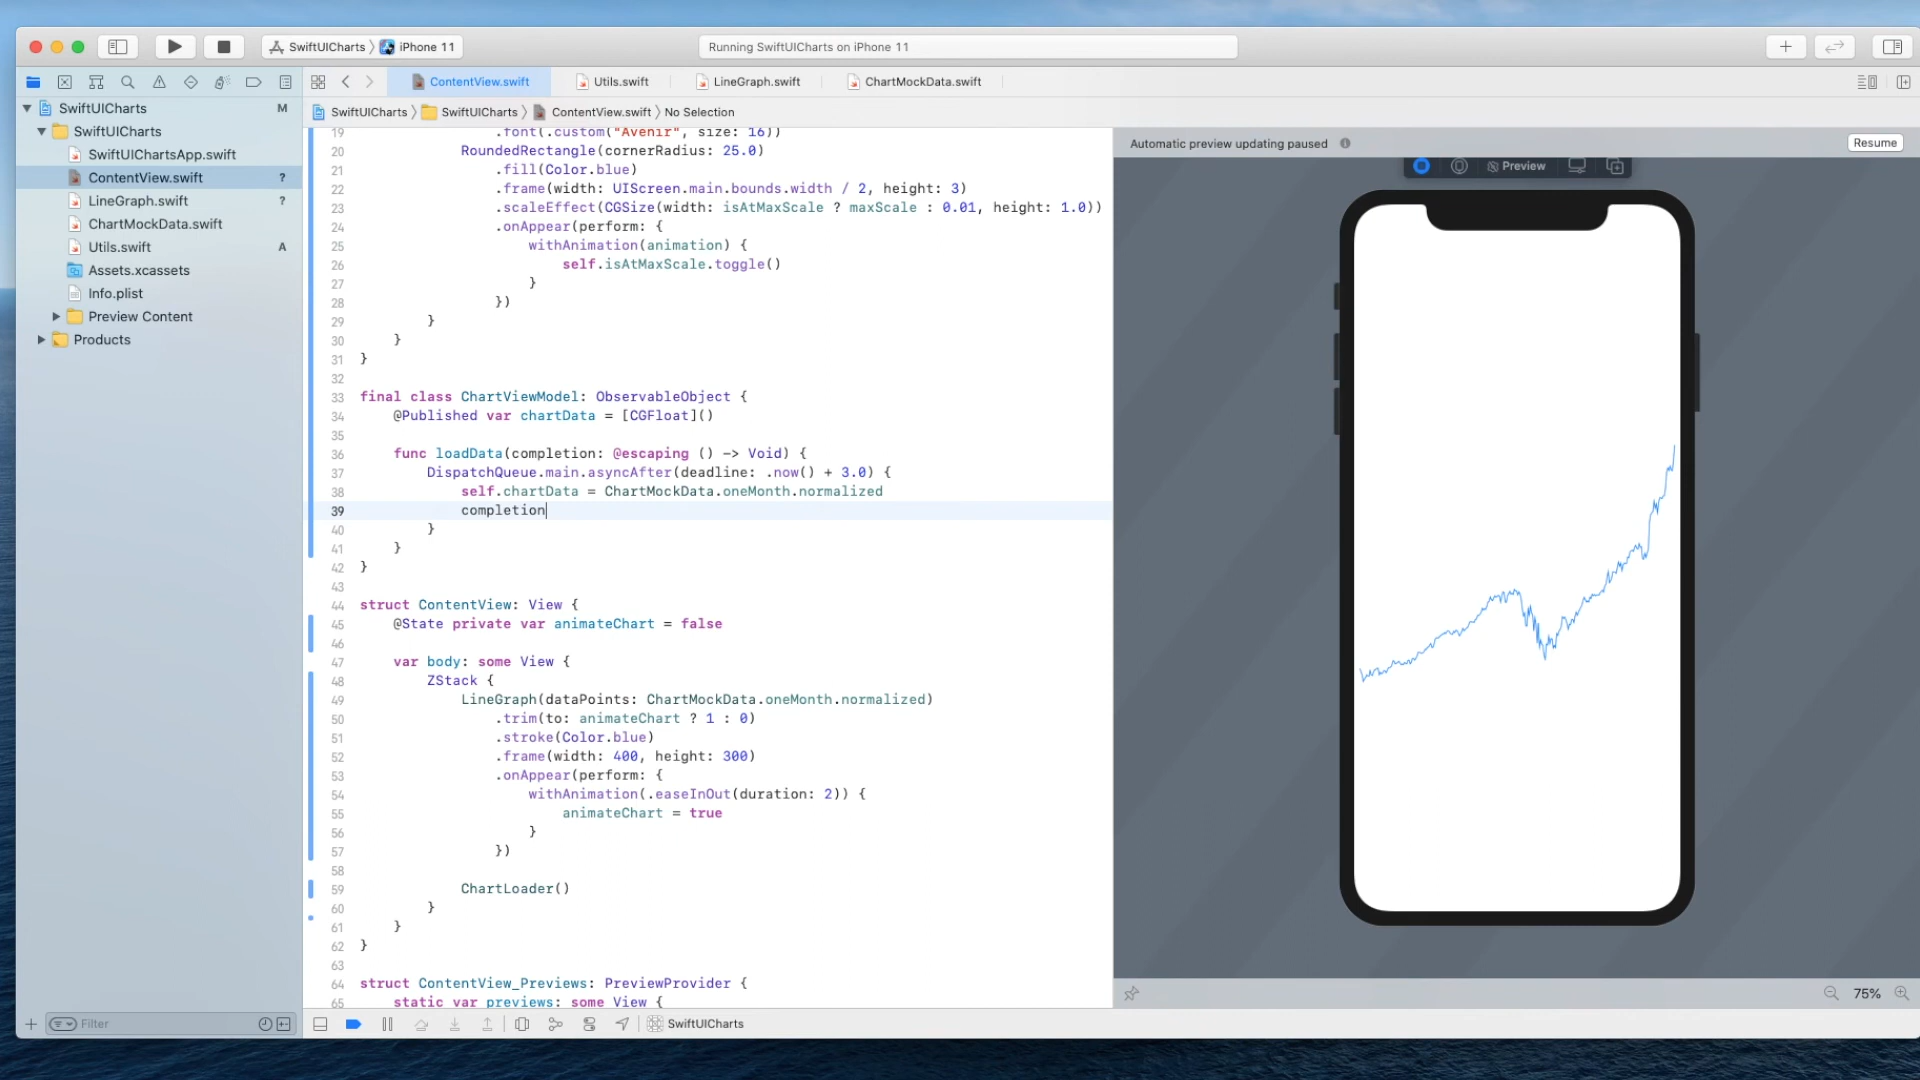 SwiftUICharts
iPhone 11
Running SwiftUICharts on iPhone 11
ContentView.swift
Utils.swift
LineGraph.swift
ChartMockData.swift
SwiftUICharts
M
SwiftUICharts
SwiftUIChartsApp.swift
ContentView.swift
?
LineGraph.swift
?
ChartMockData.swift
Utils.swift
A
Assets.xcassets
Info.plist
Preview Content
Products
Filter
SwiftUICharts
SwiftUICharts
ContentView.swift
No Selection
19 .font(.custom("Avenir", size: 16))
20 RoundedRectangle(cornerRadius: 25.0)
21 .fill(Color.blue)
22 .frame(width: UIScreen.main.bounds.width / 2, height: 3)
23 .scaleEffect(CGSize(width: isAtMaxScale ? maxScale : 0.01, height: 1.0))
24 .onAppear(perform: {
25 withAnimation(animation) {
26 self.isAtMaxScale.toggle()
27 }
28 })
29 }
30 }
31 }
32
33 final class ChartViewModel: ObservableObject {
34 @Published var chartData = [CGFloat]()
35
36 func loadData(completion: @escaping () -> Void) {
37 DispatchQueue.main.asyncAfter(deadline: .now() + 3.0) {
38 self.chartData = ChartMockData.oneMonth.normalized
39 completion
40 }
41 }
42 }
43
44 struct ContentView: View {
45 @State private var animateChart = false
46
47 var body: some View {
48 ZStack {
49 LineGraph(dataPoints: ChartMockData.oneMonth.normalized)
50 .trim(to: animateChart ? 1 : 0)
51 .stroke(Color.blue)
52 .frame(width: 400, height: 300)
53 .onAppear(perform: {
54 withAnimation(.easeInOut(duration: 2)) {
55 animateChart = true
56 }
57 })
58
59 ChartLoader()
60 }
61 }
62 }
63
64 struct ContentView_Previews: PreviewProvider {
65 static var previews: some View {
SwiftUICharts
Automatic preview updating paused
Resume
Preview
75%